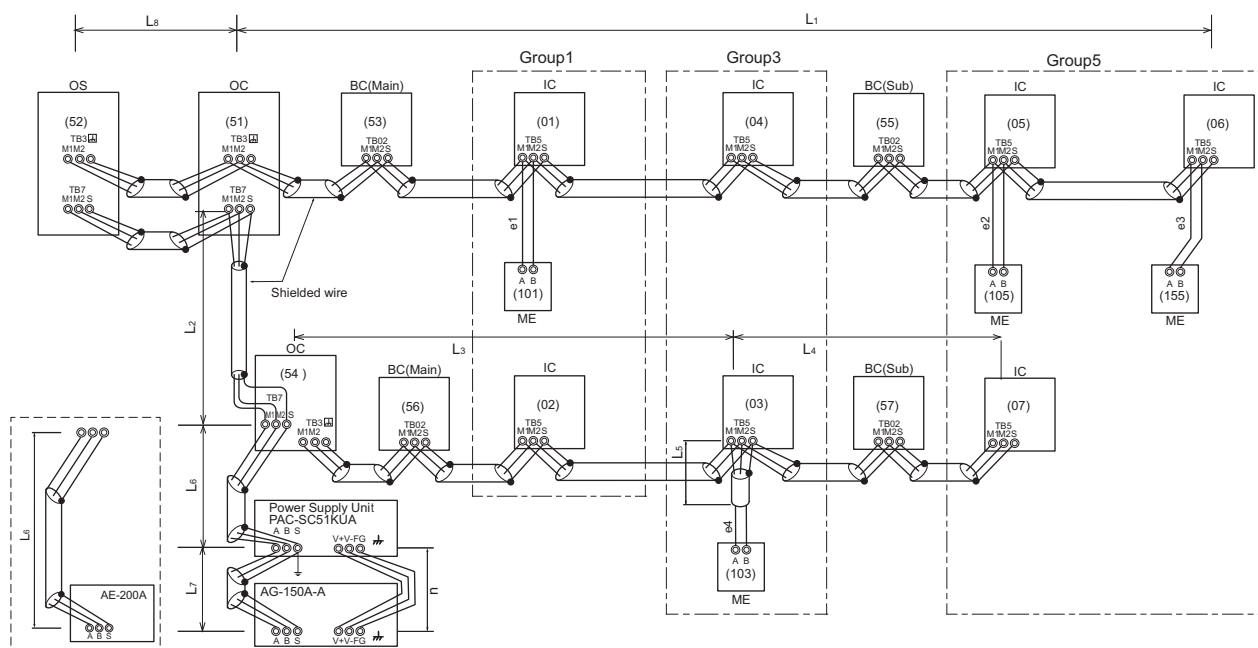 L8
L1
Group1
Group3
Group5
OS
OC
BC(Main)
IC
IC
BC(Sub)
IC
IC
(52)
(51)
(53)
(01)
(04)
(55)
(05)
(06)
TB3
M1M2
TB3
M1M2
TB02
M1M2S
TB5
M1M2S
TB5
M1M2S
TB02
M1M2S
TB5
M1M2S
TB5
M1M2S
TB7
M1M2 S
TB7
M1M2 S
e1
e2
e3
Shielded wire
A B
(101)
ME
A B
(105)
ME
A B
(155)
ME
L2
L3
L4
OC
BC(Main)
IC
BC(Sub)
IC
(54 )
(56)
(02)
(03)
(57)
(07)
TB7
M1M2 S
TB3
M1M2
TB02
M1M2S
TB5
M1M2S
TB5
M1M2S
TB02
M1M2S
TB5
M1M2S
L5
L6
L6
e4
Power Supply Unit
PAC-SC51KUA
A B S
V+V-FG
A B
(103)
ME
L7
n
AE-200A
A B S
AG-150A-A
A B S
V+V-FG